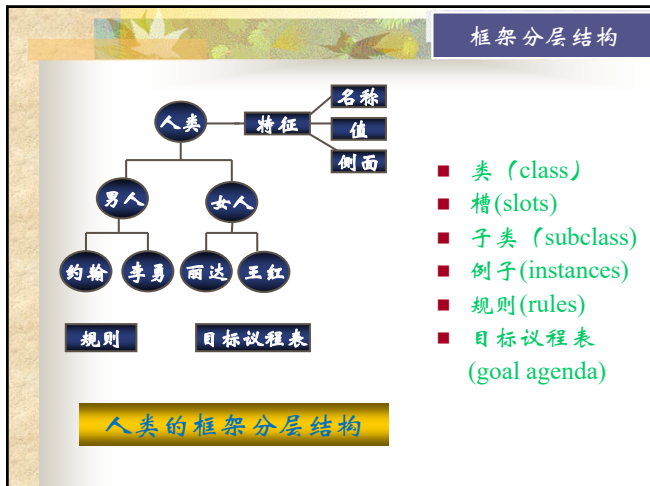 框架分层结构
名称
人类
特征
值
侧面
男人
女人
约翰
李勇
丽达
王红
规则
目标议程表
人类的框架分层结构
类（class）
槽(slots)
子类（subclass)
例子(instances)
规则(rules)
目标议程表
(goal agenda)